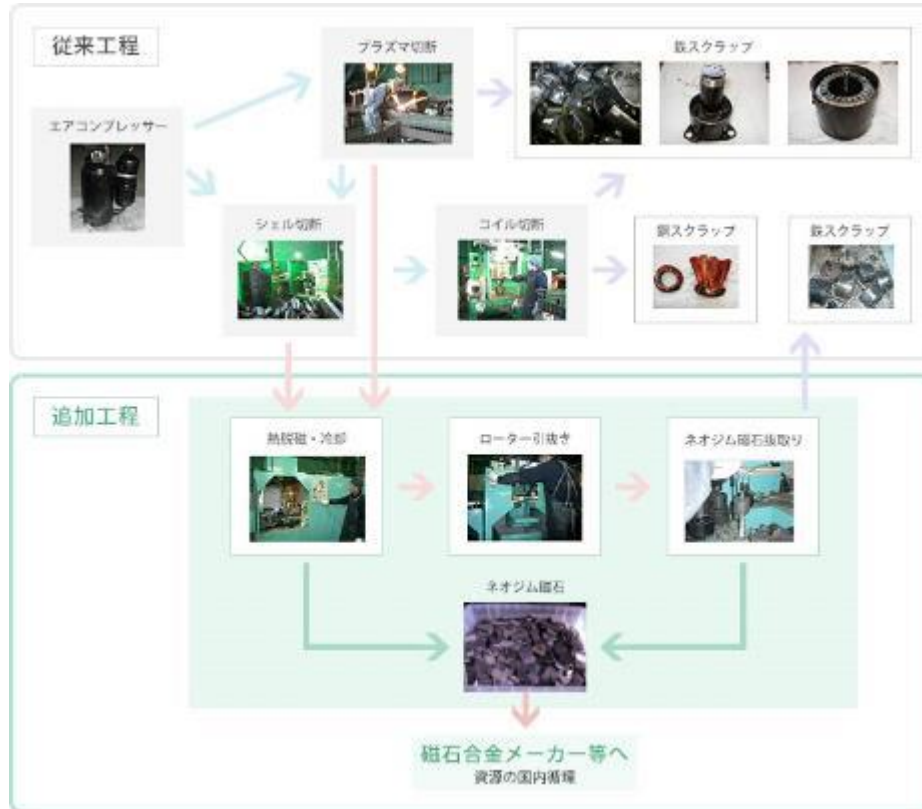 従来工程
プラズマ切断
鉄スクラップ
エアコンプレッサー
シェル切断
コイル切断
銅スクラップ
鉄スクラップ
追加工程
熱脱磁・冷却
ローター引抜き
ネオジム磁石抜取り
ネオジム磁石
磁石合金メーカー等へ
資源の国内循環